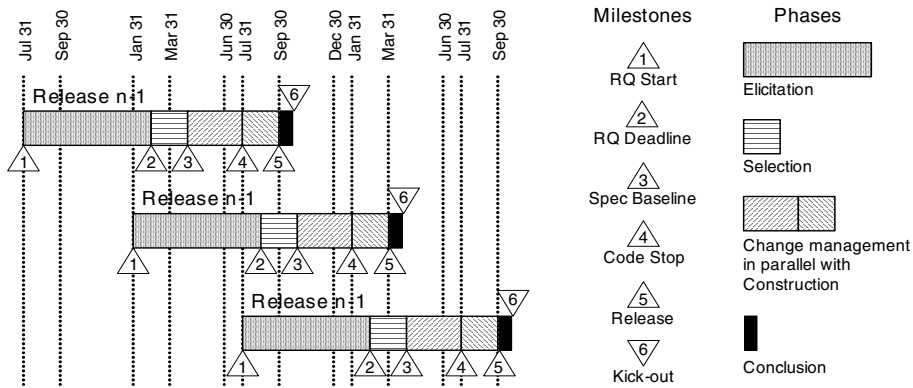 Jul 31
Sep 30
Jan 31
Mar 31
Jun 30
Jul 31
Sep 30
Dec 30
Jan 31
Mar 31
Jun 30
Jul 31
Sep 30
Release n-1
6
1
2
3
4
5
Release n-1
6
1
2
3
4
5
Release n-1
6
1
2
3
4
5
Milestones
1
RQ Start
2
RQ Deadline
3
Spec Baseline
4
Code Stop
5
Release
6
Kick-out
Phases
Elicitation
Selection
Change management
in parallel with
Construction
Conclusion